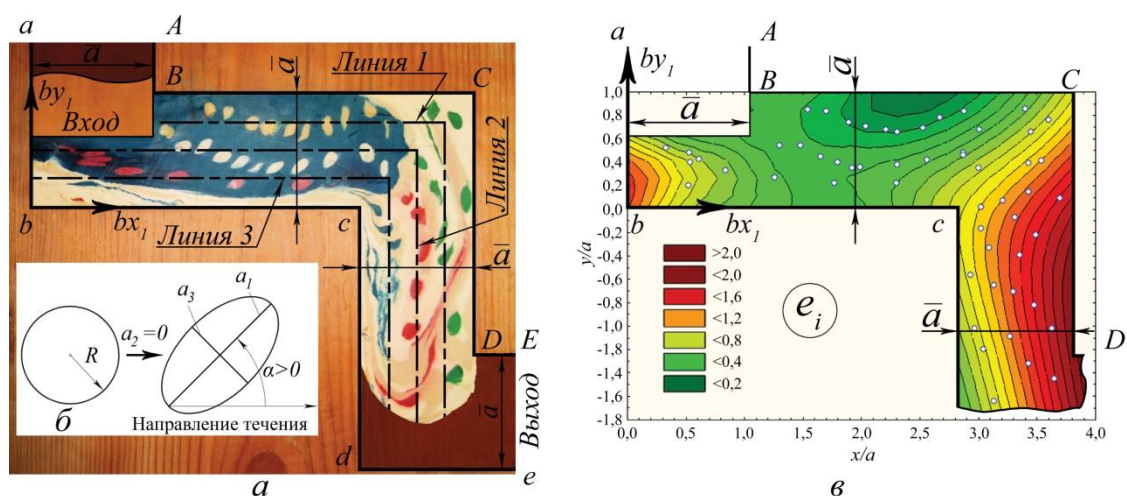 a
A
ā
B
by₁
Вход
ā
Линия 1
C
Линия 2
b
bx₁
Линия 3
c
ā
a₁
a₃
a₂=0
R
α>0
б
Направление течения
D
E
ā
Выход
d
e
а
a
A
by₁
B
ā
C
ā
1,0
0,8
0,6
0,4
0,2
0,0
-0,2
-0,4
-0,6
-0,8
-1,0
-1,2
-1,4
-1,6
-1,8
y/a
b
bx₁
c
>2,0
<2,0
<1,6
<1,2
<0,8
<0,4
<0,2
eᵢ
ā
D
0,0 0,5 1,0 1,5 2,0 2,5 3,0 3,5 4,0
x/a
в